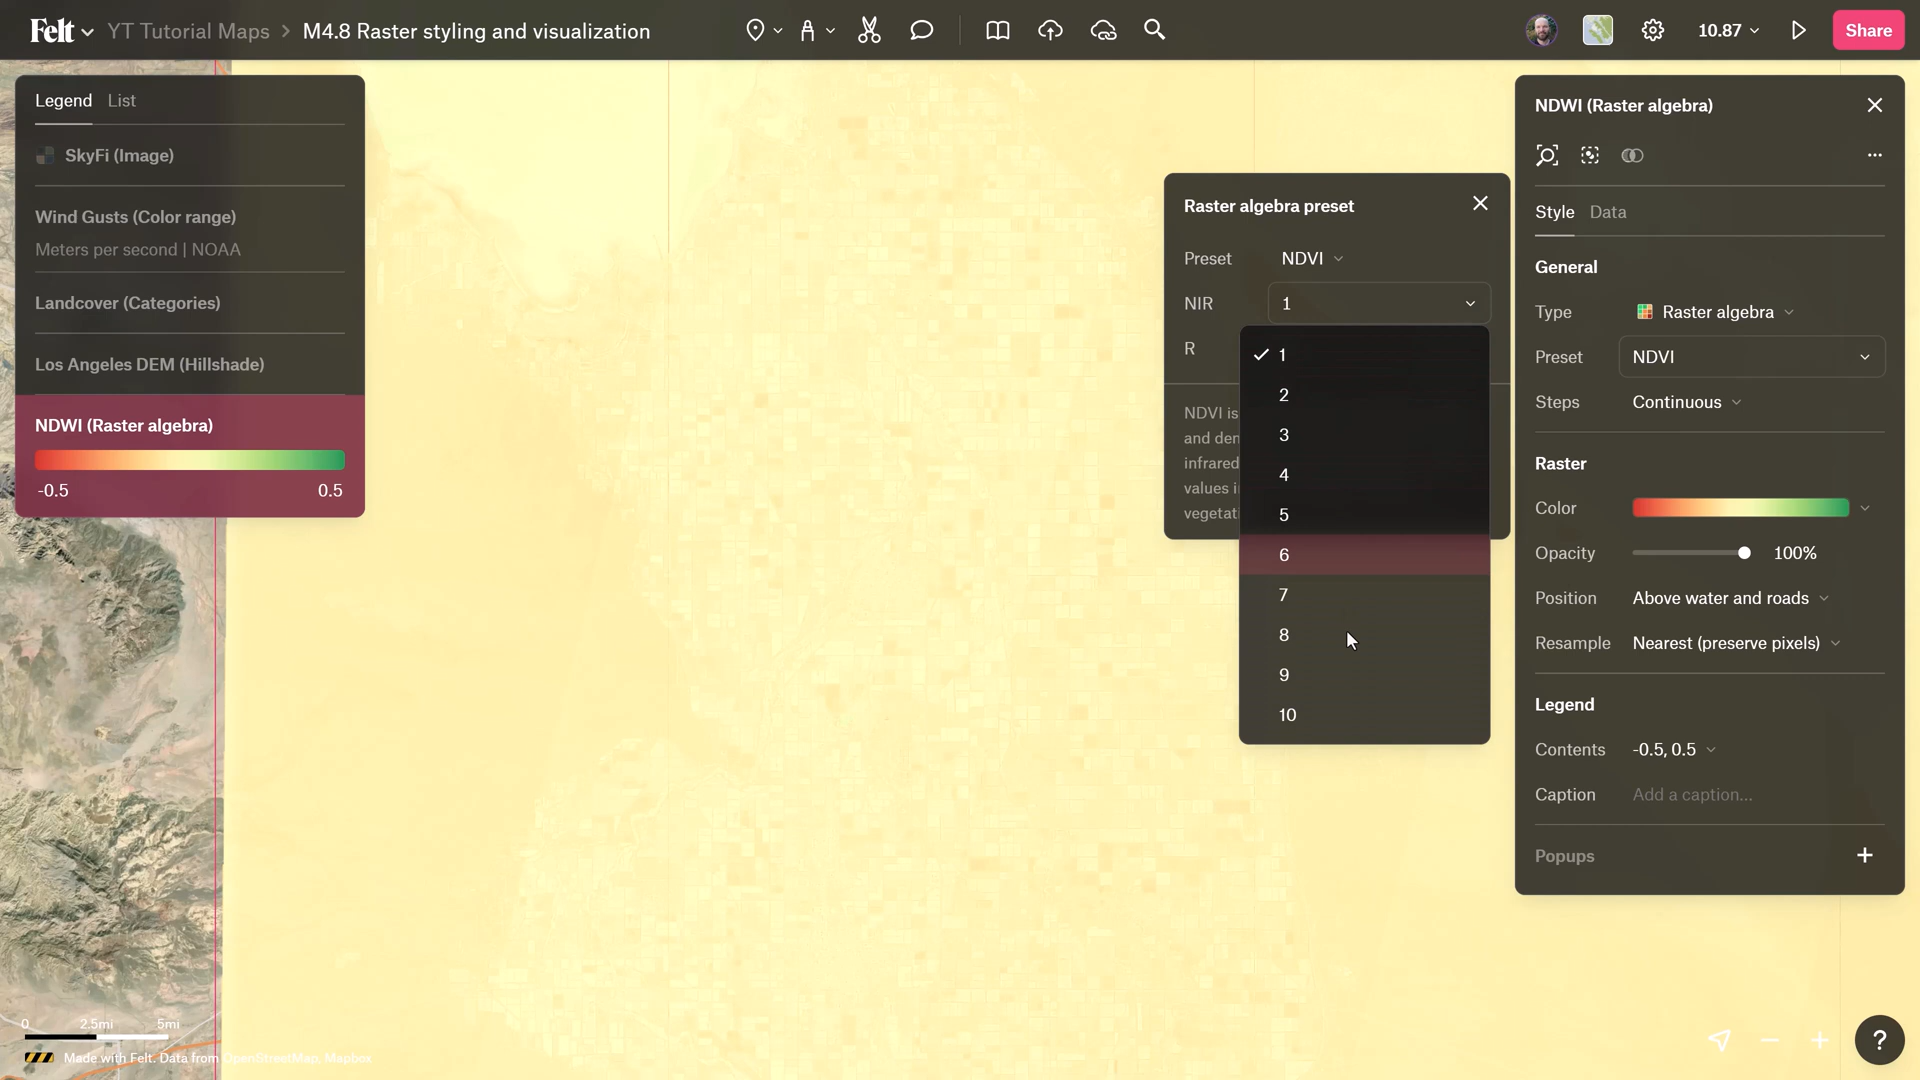 Felt YT Tutorial Maps > M4.8 Raster styling and visualization
10.87
Share
Legend List
SkyFi (Image)
Wind Gusts (Color range)
Meters per second | NOAA
Landcover (Categories)
Los Angeles DEM (Hillshade)
NDWI (Raster algebra)
-0.5 0.5
Raster algebra preset
Preset NDVI
NIR 1
R
NDVI is
and den
infrared
values i
vegetat
1
2
3
4
5
6
7
8
9
10
NDWI (Raster algebra)
Style Data
General
Type Raster algebra
Preset NDVI
Steps Continuous
Raster
Color
Opacity 100%
Position Above water and roads
Resample Nearest (preserve pixels)
Legend
Contents -0.5, 0.5
Caption Add a caption...
Popups
0 2.5mi 5mi
Made with Felt. Data from OpenStreetMap, Mapbox
?